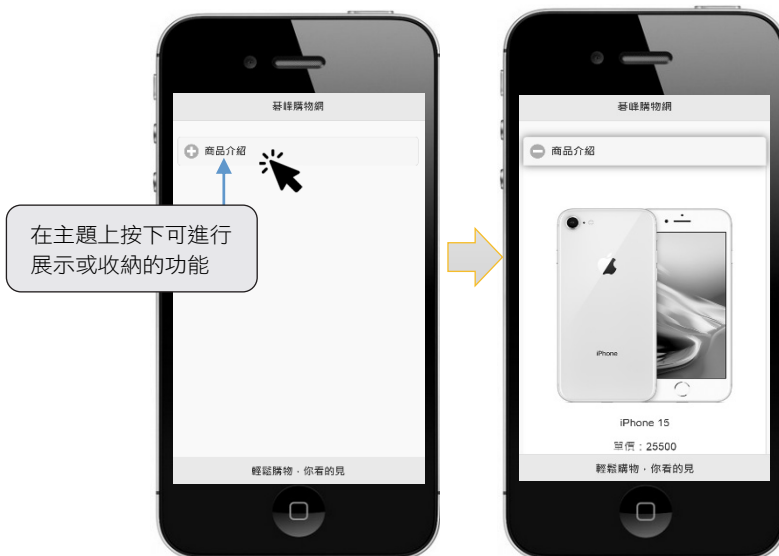 碁峰購物網
商品介紹
在主題上按下可進行
展示或收納的功能
輕鬆購物,你看的見
碁峰購物網
商品介紹
iPhone
iPhone 15
單價：25500
輕鬆購物,你看的見